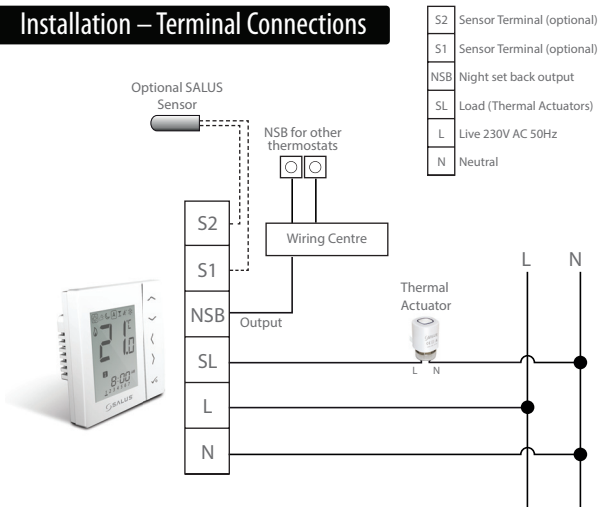 Installation – Terminal Connections
S2 Sensor Terminal (optional)
S1 Sensor Terminal (optional)
NSB Night set back output
SL Load (Thermal Actuators)
L Live 230V AC 50Hz
N Neutral
Optional SALUS
Sensor
NSB for other
thermostats
Wiring Centre
S2
S1
NSB
Output
SL
L
N
Thermal
Actuator
L N
L N
21.0
°C
8:00
SALUS